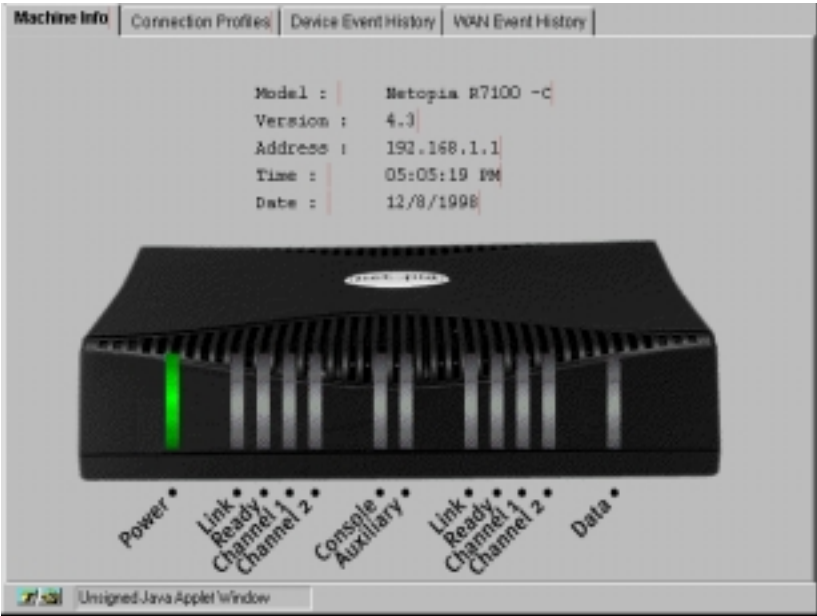 Machine Info
Connection Profiles
Device Event History
WAN Event History
Model : Netopia R7100 -C
Version : 4.3
Address : 192.168.1.1
Time : 05:05:19 PM
Date : 12/8/1998
Power
Link
Ready
Channel 1
Channel 2
Console
Auxiliary
Link
Ready
Channel 1
Channel 2
Data
Unsigned Java Applet Window